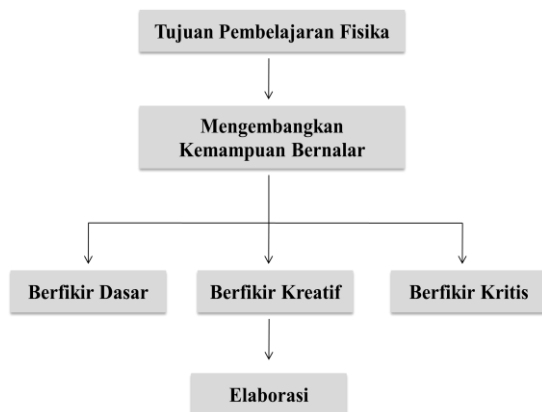 Tujuan Pembelajaran Fisika
Mengembangkan
Kemampuan Bernalar
Berfikir Dasar
Berfikir Kreatif
Berfikir Kritis
Elaborasi